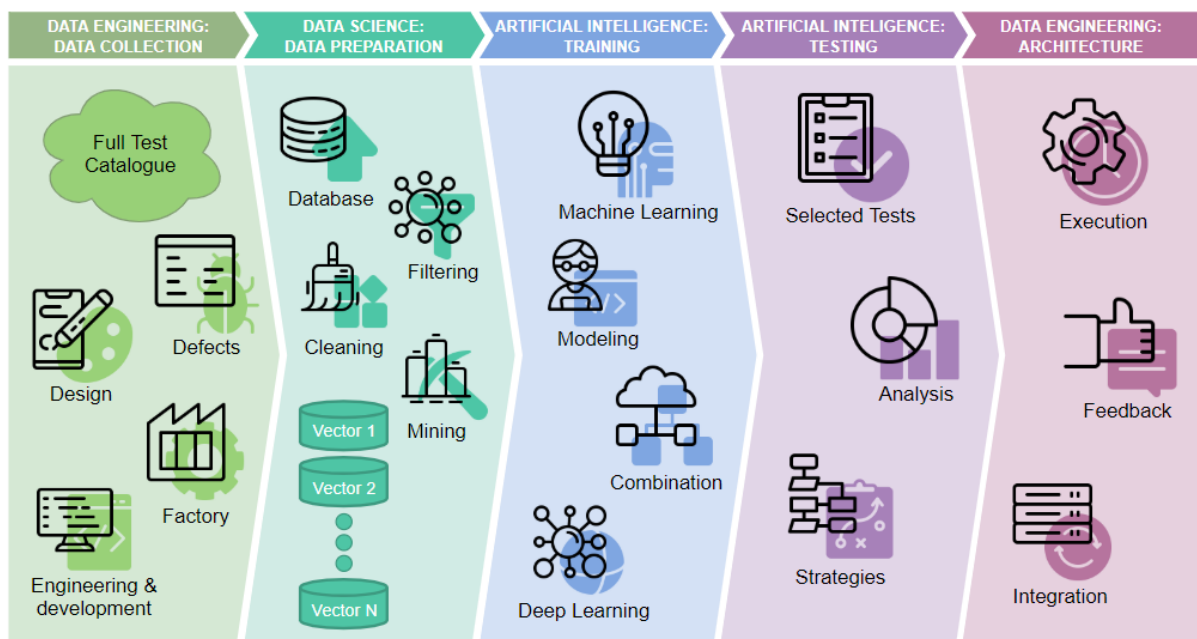 DATA ENGINEERING:
DATA COLLECTION
DATA SCIENCE:
DATA PREPARATION
ARTIFICIAL INTELLIGENCE:
TRAINING
ARTIFICIAL INTELIGENCE:
TESTING
DATA ENGINEERING:
ARCHITECTURE
Full Test
Catalogue
Defects
Design
Factory
Engineering &
development
Database
Filtering
Cleaning
Mining
Vector 1
Vector 2
Vector N
Machine Learning
Modeling
Combination
Deep Learning
Selected Tests
Analysis
Strategies
Execution
Feedback
Integration